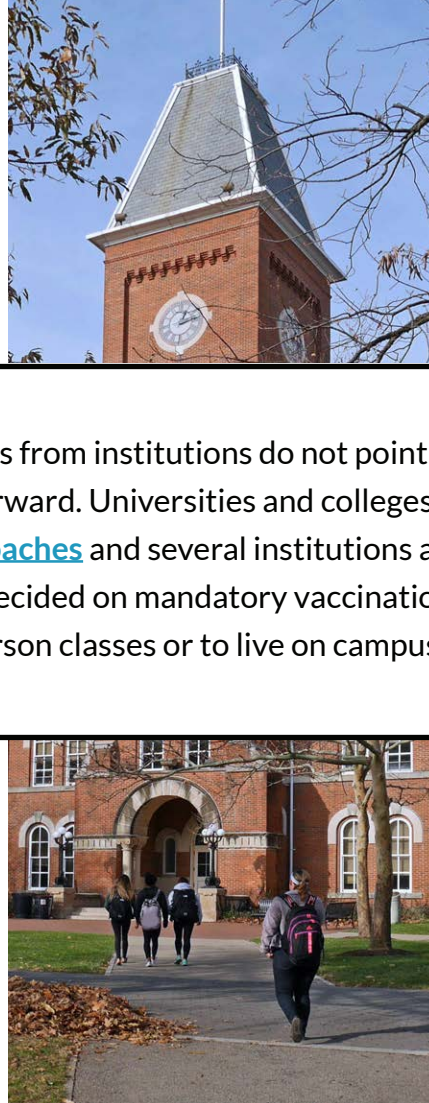 s from institutions do not point
rward. Universities and colleges
oaches and several institutions a
ecided on mandatory vaccinatio
rson classes or to live on campus